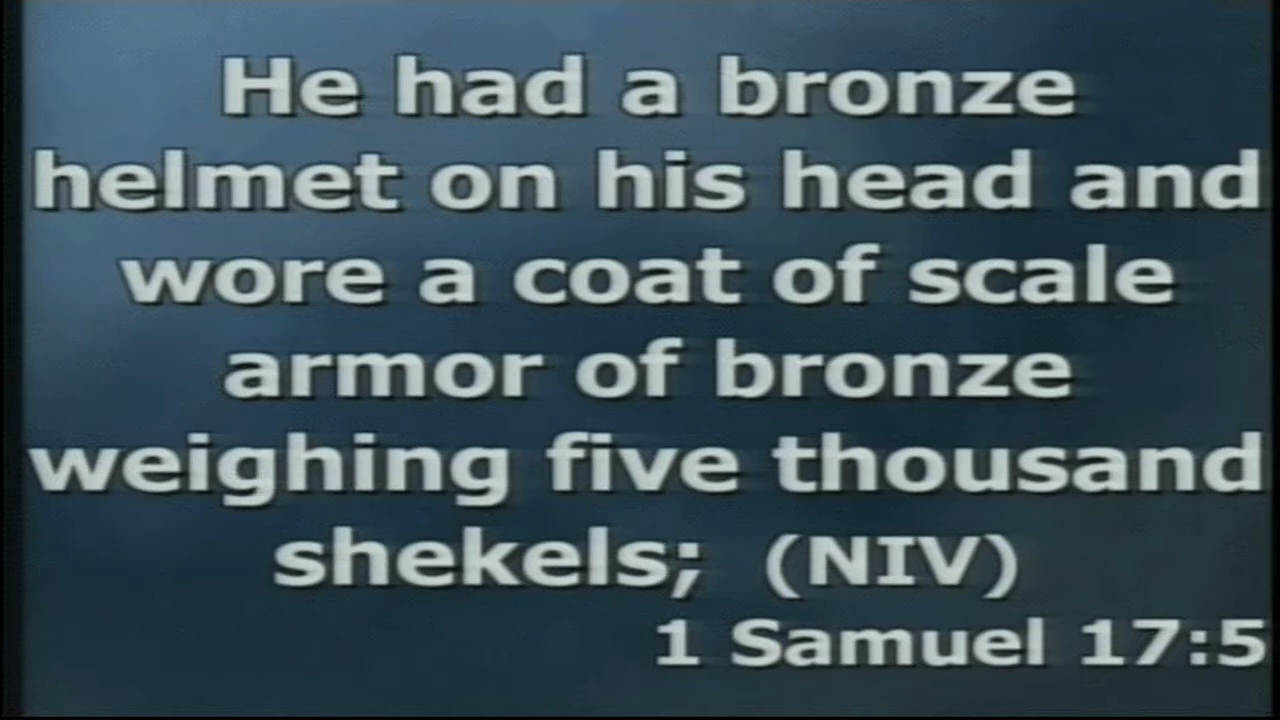 He had a bronze
helmet on his head and
wore a coat of scale
armor of bronze
weighing five thousand
shekels; (NIV)
1 Samuel 17:5